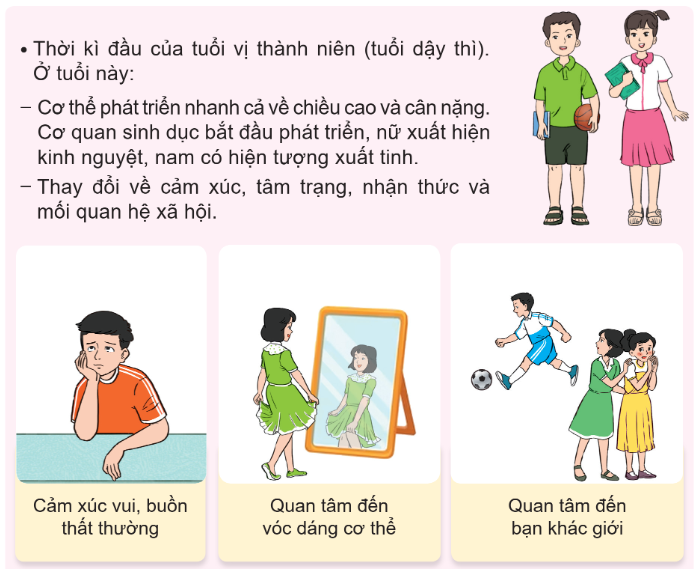 • Thời kì đầu của tuổi vị thành niên (tuổi dậy thì).
Ở tuổi này:
– Cơ thể phát triển nhanh cả về chiều cao và cân nặng.
Cơ quan sinh dục bắt đầu phát triển, nữ xuất hiện
kinh nguyệt, nam có hiện tượng xuất tinh.
– Thay đổi về cảm xúc, tâm trạng, nhận thức và
mối quan hệ xã hội.
Cảm xúc vui, buồn
thất thường
Quan tâm đến
vóc dáng cơ thể
Quan tâm đến
bạn khác giới